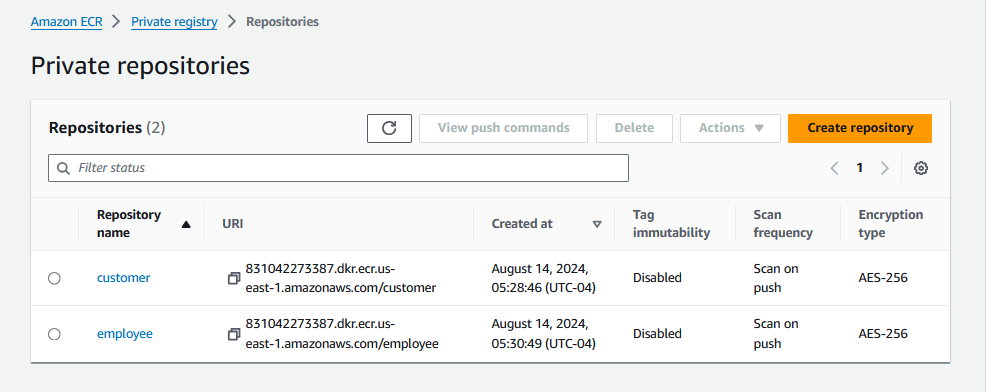 Amazon ECR > Private registry > Repositories
Private repositories
Repositories (2)
View push commands
Delete
Actions
Create repository
Filter status
1
Repository name
URI
Created at
Tag immutability
Scan frequency
Encryption type
customer
831042273387.dkr.ecr.us-
east-1.amazonaws.com/customer
August 14, 2024,
05:28:46 (UTC-04)
Disabled
Scan on
push
AES-256
employee
831042273387.dkr.ecr.us-
east-1.amazonaws.com/employee
August 14, 2024,
05:30:49 (UTC-04)
Disabled
Scan on
push
AES-256